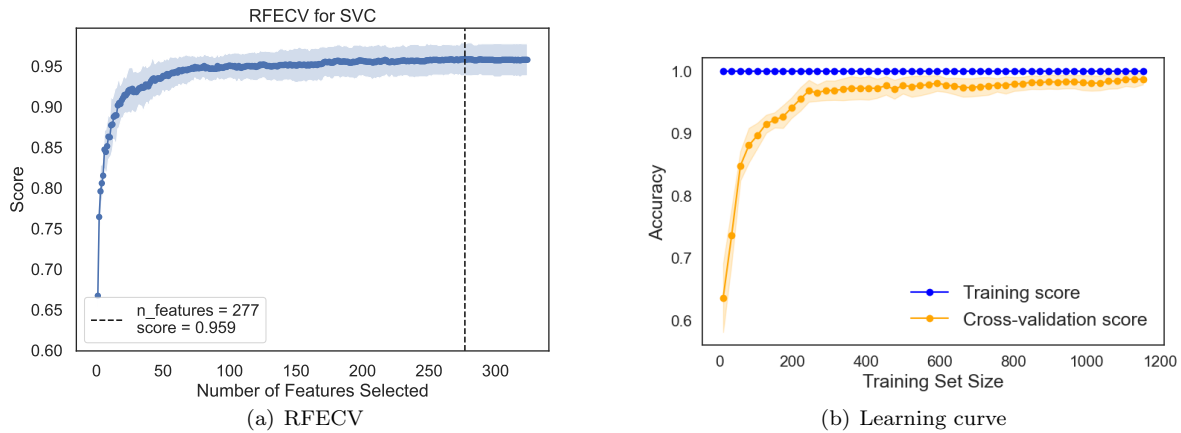 RFECV for SVC
Score
0.95
0.90
0.85
0.80
0.75
0.70
0.65
0.60
n_features = 277
score = 0.959
0 50 100 150 200 250 300
Number of Features Selected
(a) RFECV
Accuracy
1.0
0.9
0.8
0.7
0.6
Training score
Cross-validation score
0 200 400 600 800 1000 1200
Training Set Size
(b) Learning curve